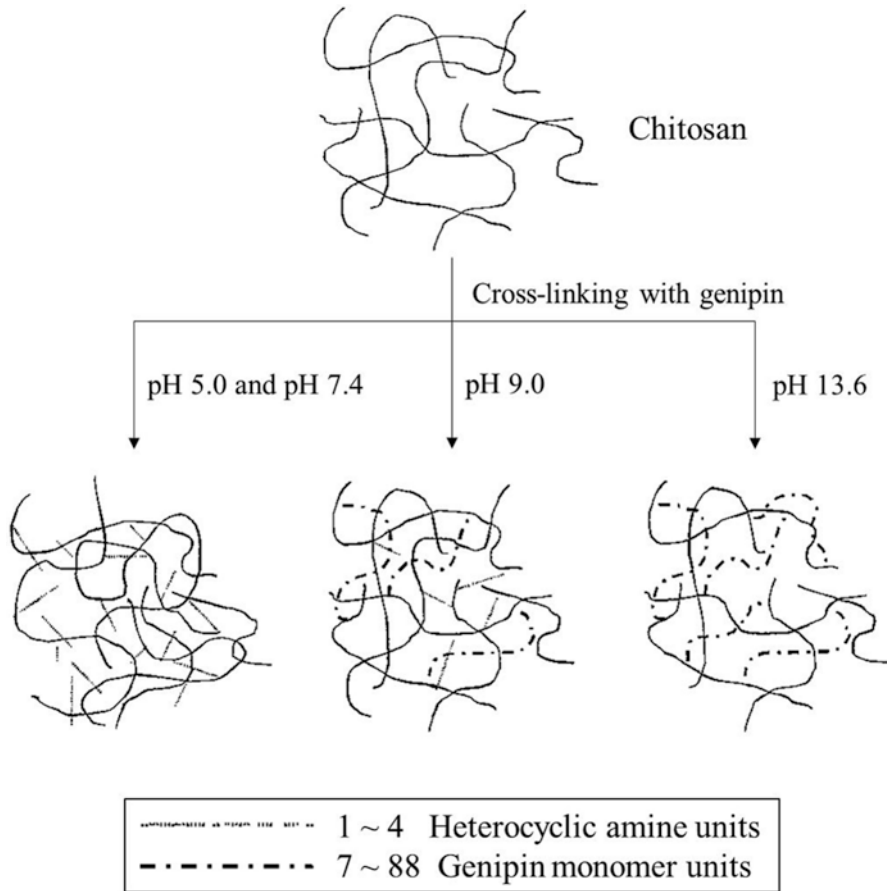 Chitosan
Cross-linking with genipin
pH 5.0 and pH 7.4
pH 9.0
pH 13.6
1 ~ 4 Heterocyclic amine units
7 ~ 88 Genipin monomer units